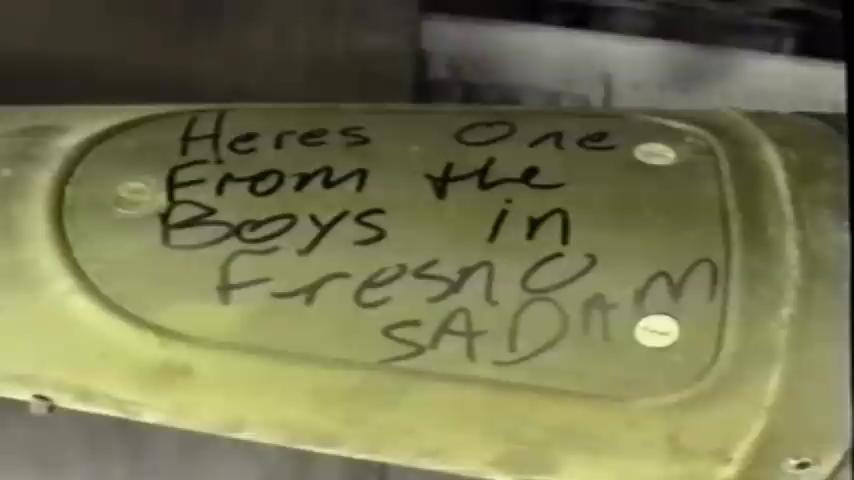 Heres One
From the
Boys in
Fresno
SADAM